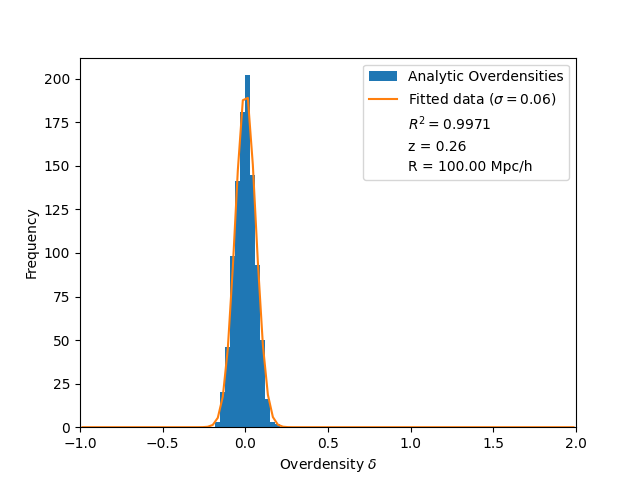 200
175
150
125
100
75
50
25
0
Frequency
−1.0 −0.5 0.0 0.5 1.0 1.5 2.0
Overdensity δ
Analytic Overdensities
Fitted data (σ = 0.06)
R² = 0.9971
z = 0.26
R = 100.00 Mpc/h